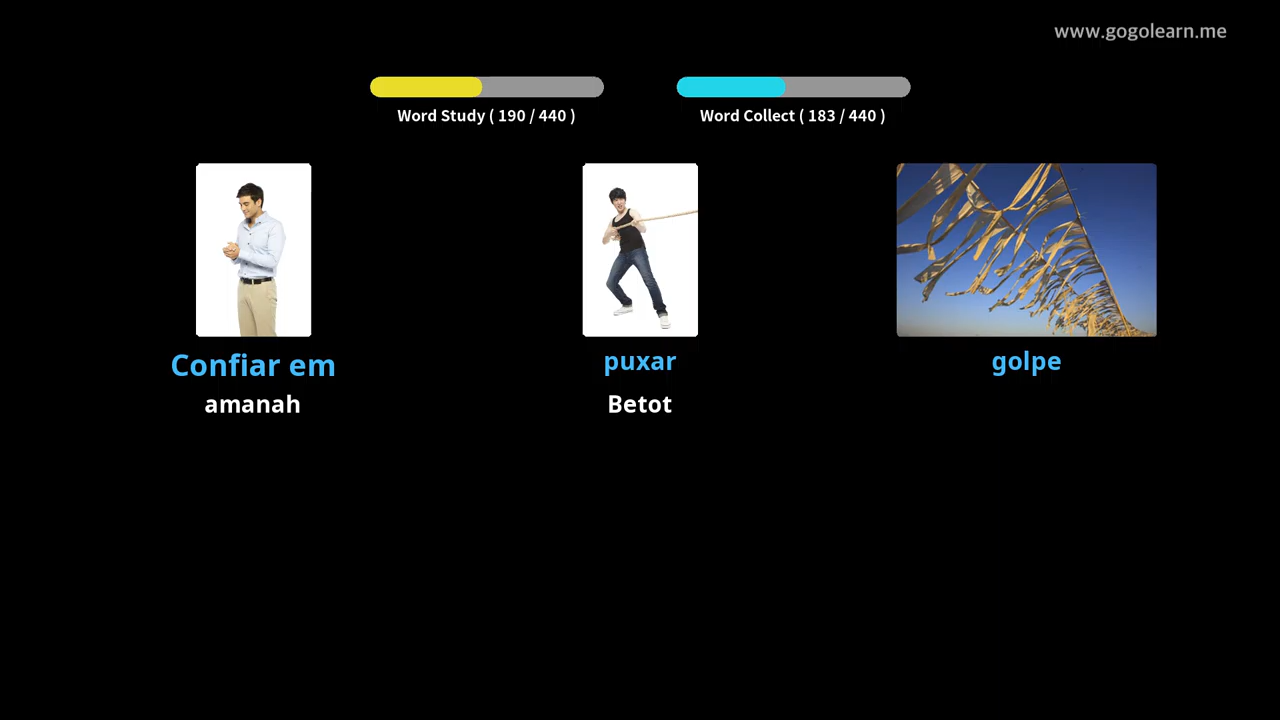 www.gogolearn.me
Word Study ( 190 / 440 )
Word Collect ( 183 / 440 )
Confiar em
amanah
puxar
Betot
golpe